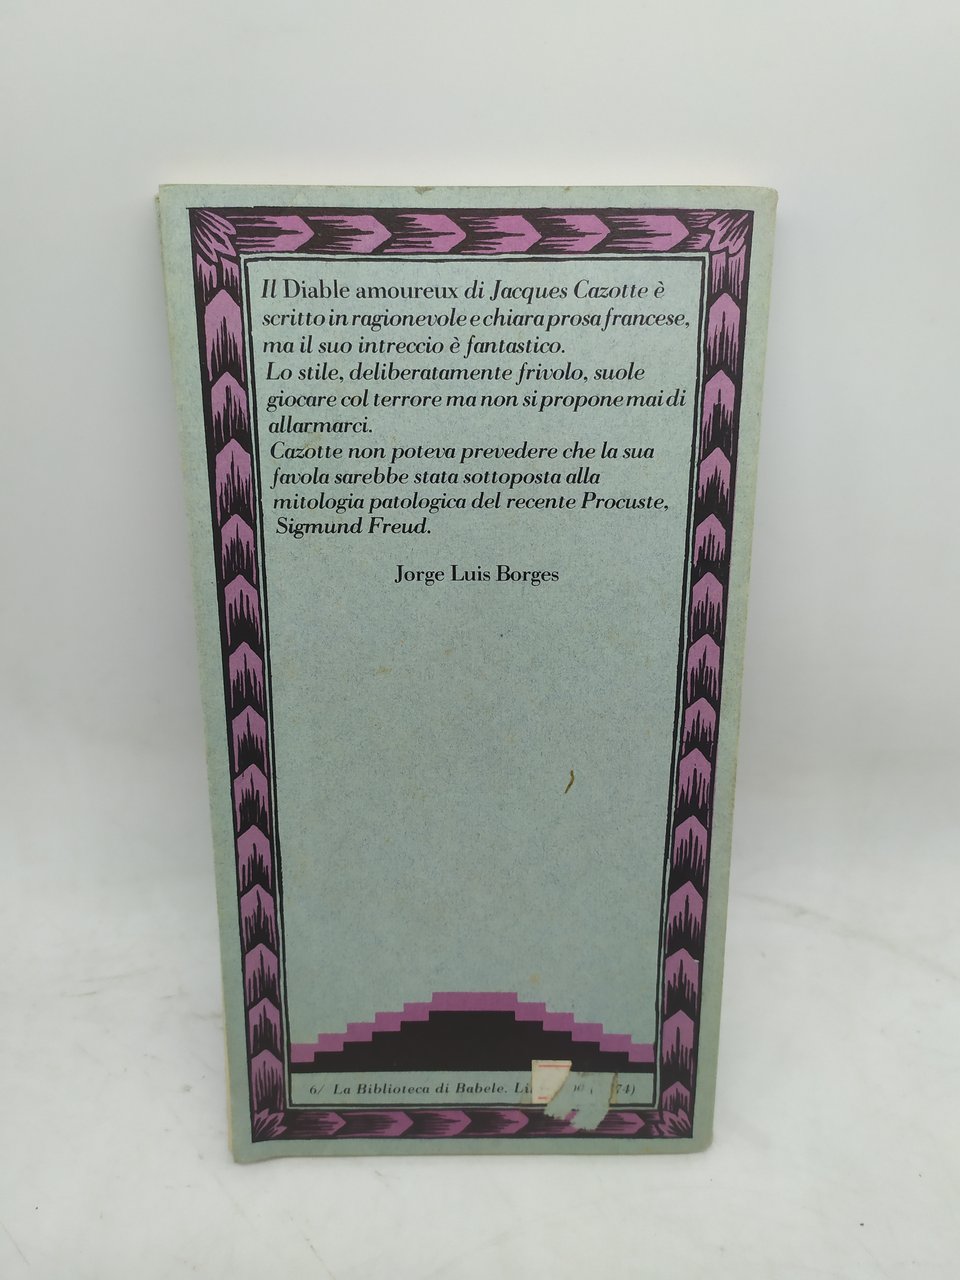 Il Diable amoureux di Jacques Cazotte è
scritto in ragionevole e chiara prosa francese,
ma il suo intreccio è fantastico.
Lo stile, deliberatamente frivolo, suole
giocare col terrore ma non si propone mai di
allarmarci.
Cazotte non poteva prevedere che la sua
favola sarebbe stata sottoposta alla
mitologia patologica del recente Procuste,
Sigmund Freud.
Jorge Luis Borges
6/ La Biblioteca di Babele. 74)